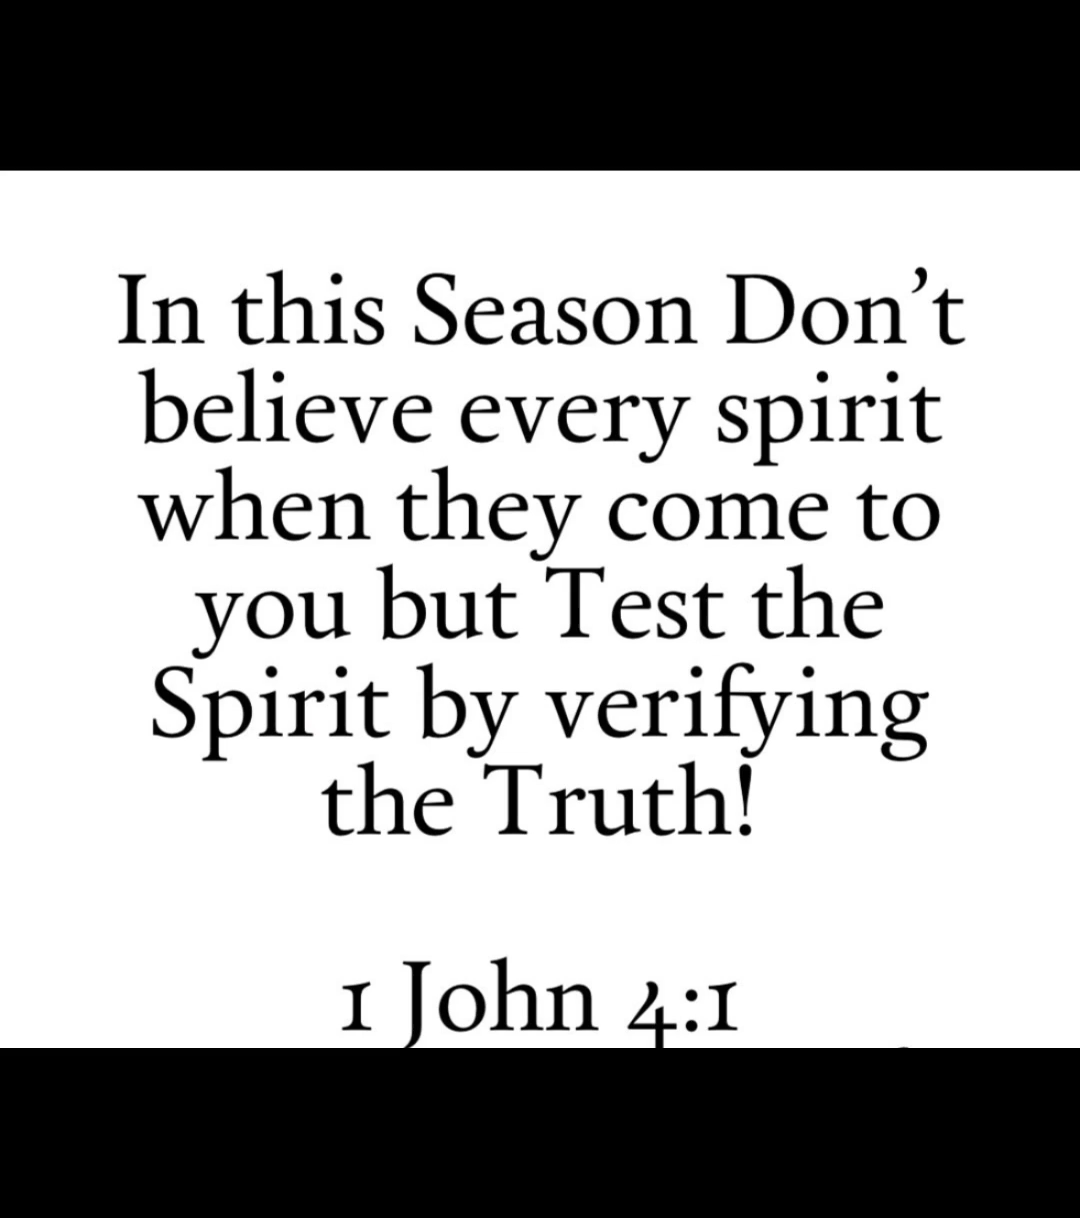 In this Season Don’t
believe every spirit
when they come to
you but Test the
Spirit by verifying
the Truth!
1 John 4:1